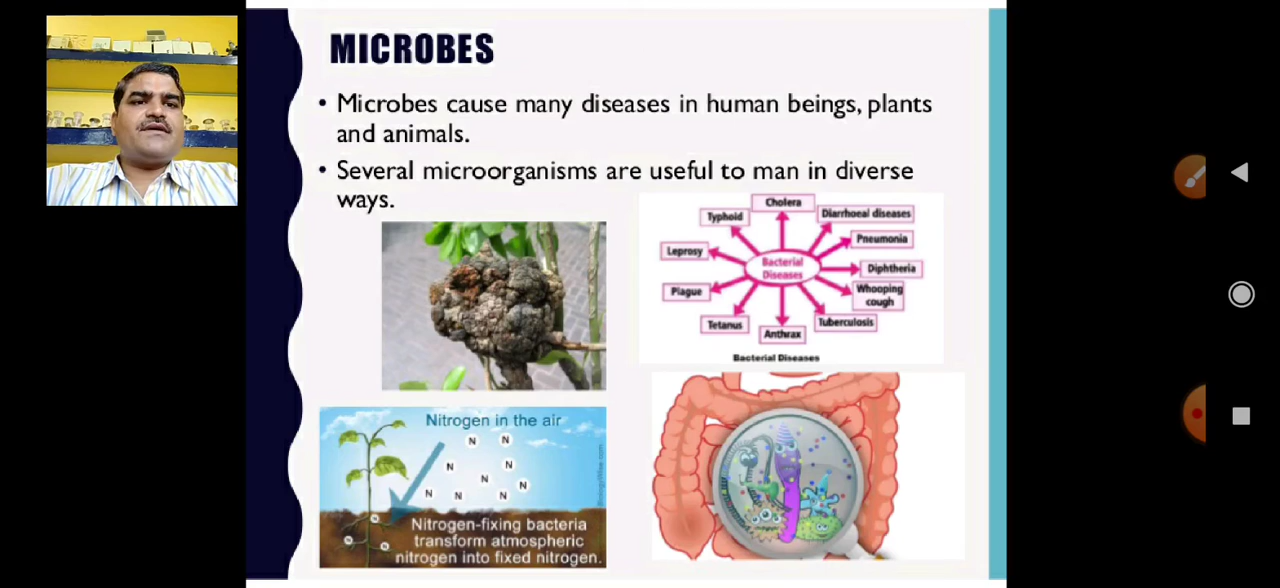 MICROBES
• Microbes cause many diseases in human beings, plants
and animals.
• Several microorganisms are useful to man in diverse
ways.
Cholera
Typhoid
Diarrhoeal diseases
Leprosy
Pneumonia
Bacterial
Diseases
Diphtheria
Plague
Whooping
cough
Tetanus
Anthrax
Tuberculosis
Bacterial Diseases
Nitrogen in the air
N N
N N
N N
N N N
N
N N
Nitrogen-fixing bacteria
transform atmospheric
nitrogen into fixed nitrogen.